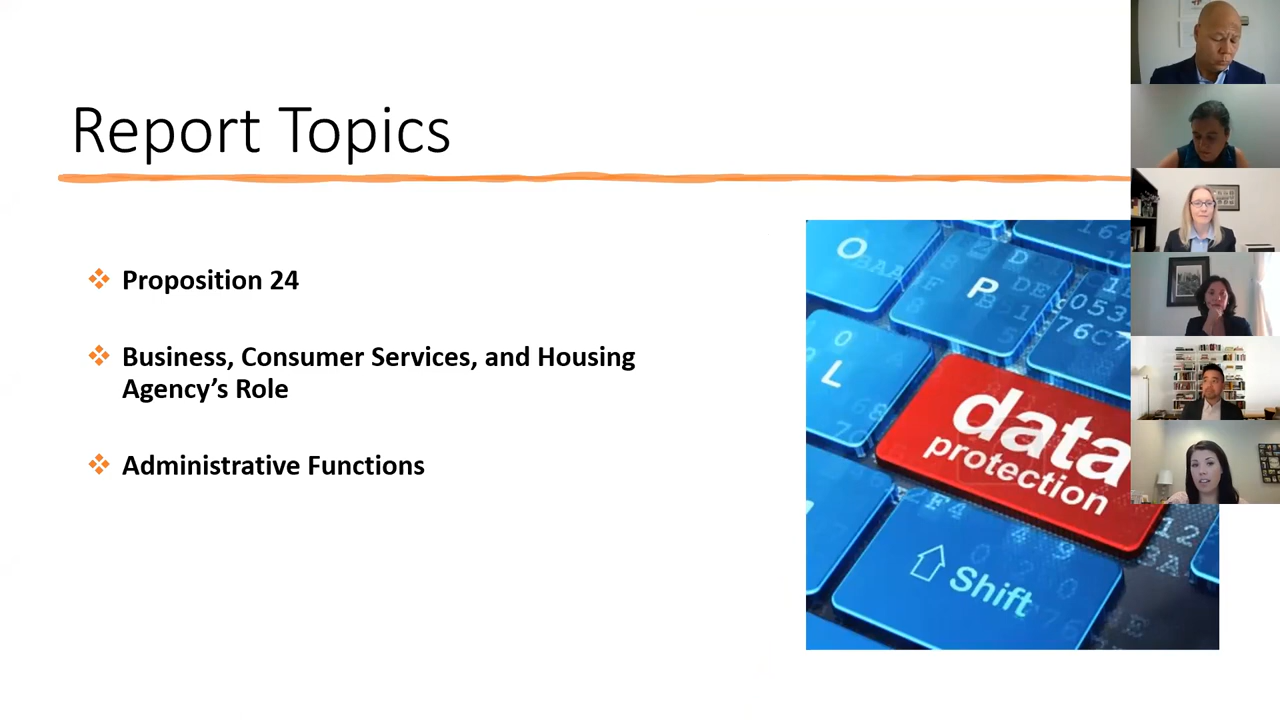 Report Topics
Proposition 24
Business, Consumer Services, and Housing
Agency’s Role
Administrative Functions
O
P
L
data
protection
Shift